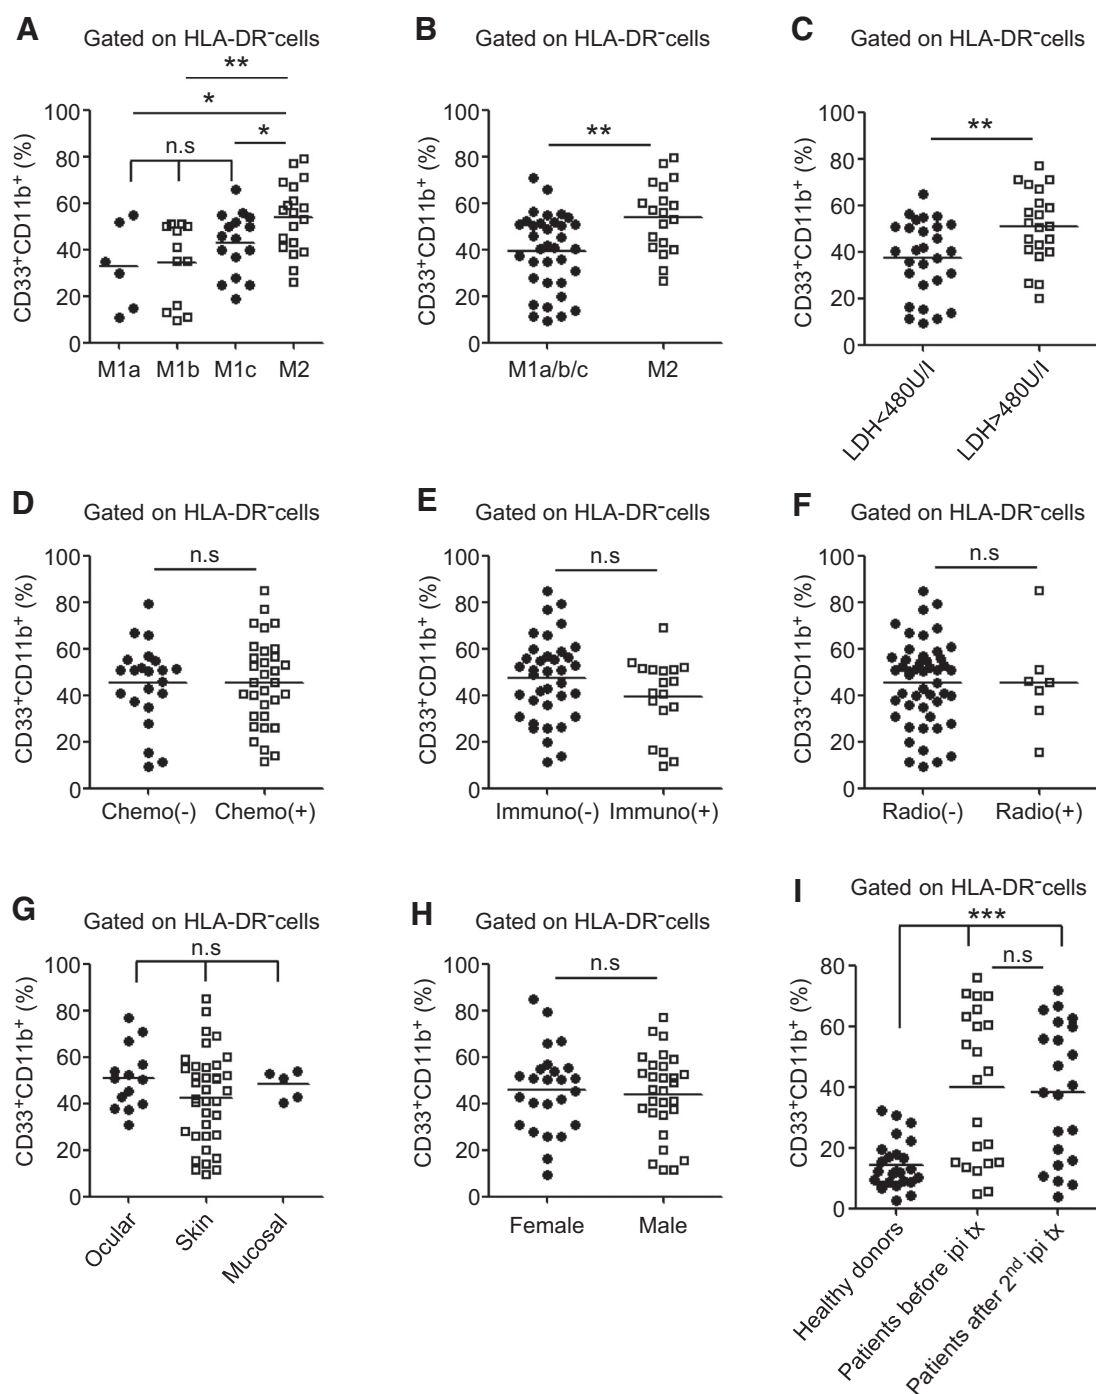 A
Gated on HLA-DR⁻cells
**
*
*
n.s
CD33⁺CD11b⁺ (%)
100
80
60
40
20
0
M1a M1b M1c M2
B
Gated on HLA-DR⁻cells
**
CD33⁺CD11b⁺ (%)
100
80
60
40
20
0
M1a/b/c M2
C
Gated on HLA-DR⁻cells
**
CD33⁺CD11b⁺ (%)
100
80
60
40
20
0
LDH<480U/l LDH>480U/l
D
Gated on HLA-DR⁻cells
n.s
CD33⁺CD11b⁺ (%)
100
80
60
40
20
0
Chemo(-) Chemo(+)
E
Gated on HLA-DR⁻cells
n.s
CD33⁺CD11b⁺ (%)
100
80
60
40
20
0
Immuno(-) Immuno(+)
F
Gated on HLA-DR⁻cells
n.s
CD33⁺CD11b⁺ (%)
100
80
60
40
20
0
Radio(-) Radio(+)
G
Gated on HLA-DR⁻cells
n.s
CD33⁺CD11b⁺ (%)
100
80
60
40
20
0
Ocular Skin Mucosal
H
Gated on HLA-DR⁻cells
n.s
CD33⁺CD11b⁺ (%)
100
80
60
40
20
0
Female Male
I
Gated on HLA-DR⁻cells
***
n.s
CD33⁺CD11b⁺ (%)
80
60
40
20
0
Healthy donors
Patients before ipi tx
Patients after 2ⁿᵈ ipi tx